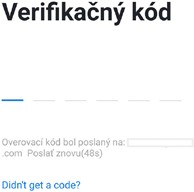 Verifikačný kód
Overovací kód bol poslaný na:
.com Poslať znovu(48s)
Didn't get a code?